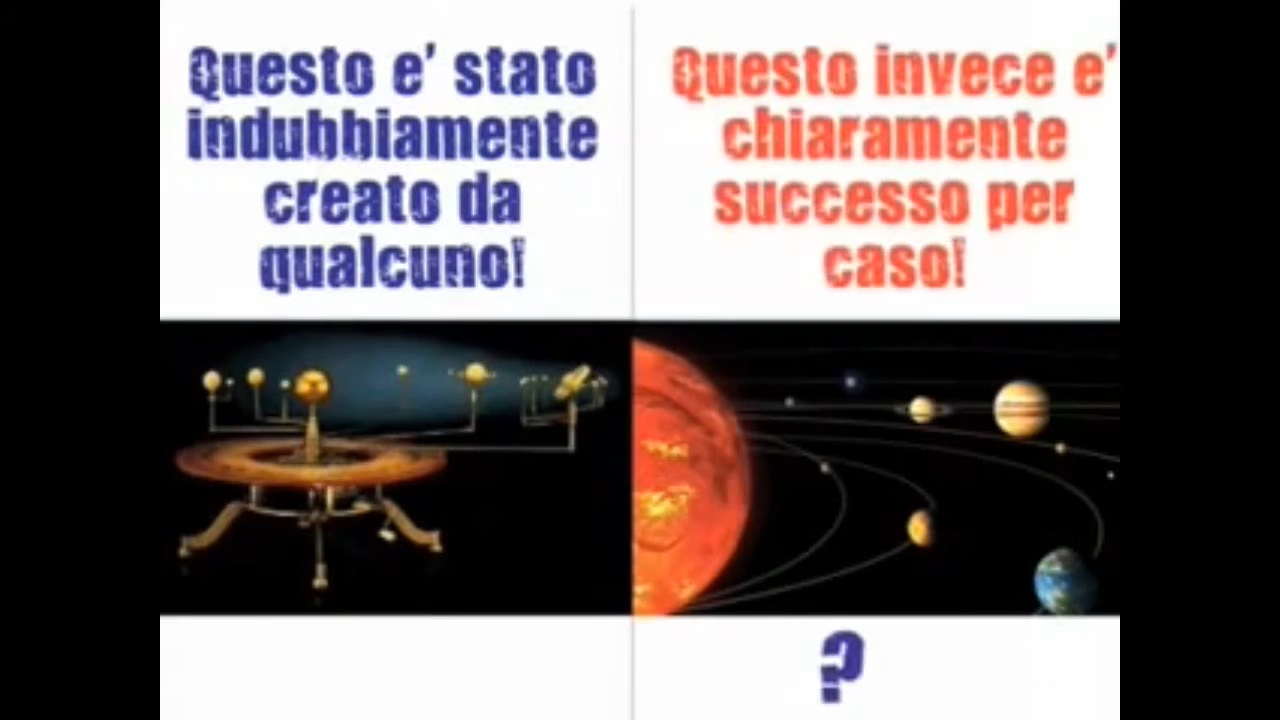 Questo e' stato
indubbiamente
creato da
qualcuno!
Questo invece e'
chiaramente
successo per
caso!
?